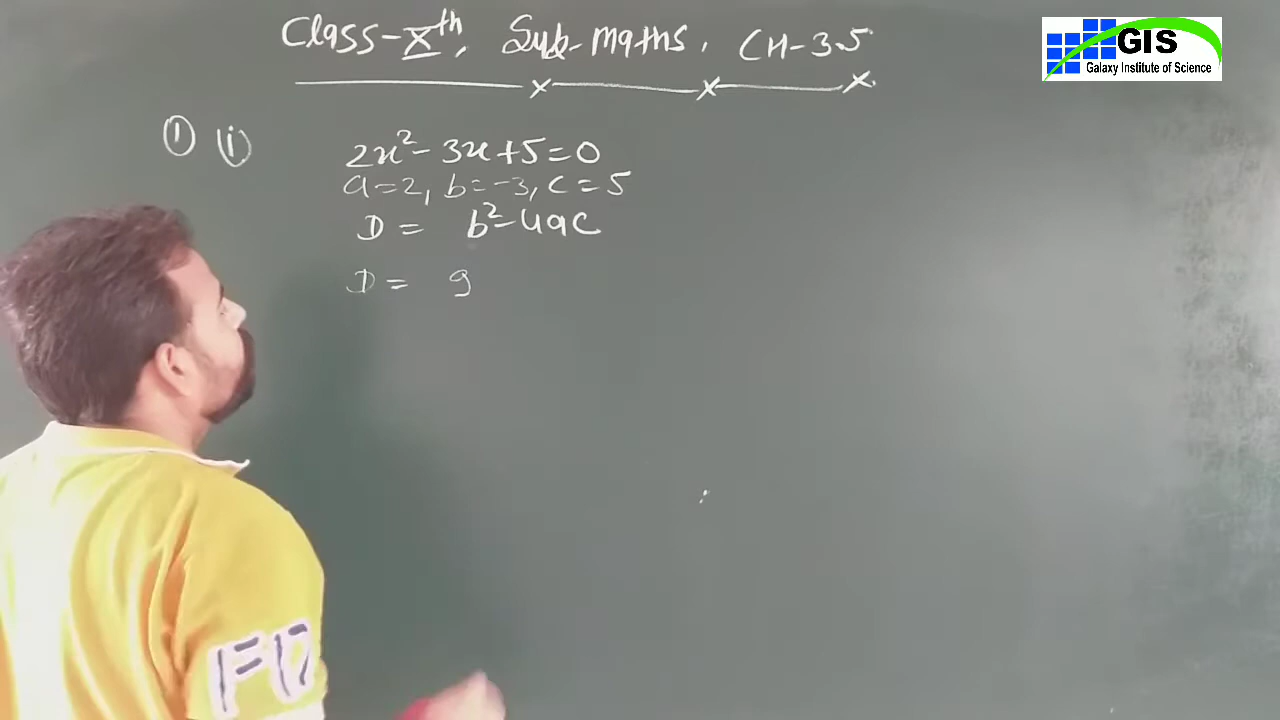 Class-Xth, Sub-Maths, CH-3.5
GIS
Galaxy Institute of Science
① (i) 2x²-3x+5=0
a=2, b=-3, c=5
D = b²-4ac
D = 9